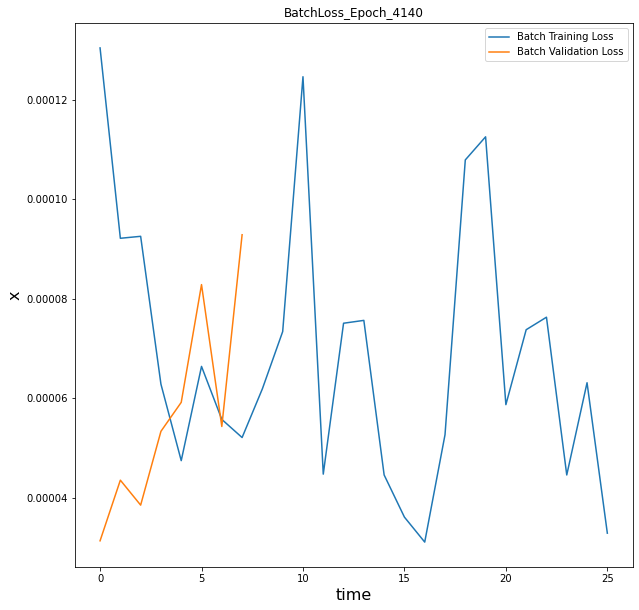 BatchLoss_Epoch_4140
Batch Training Loss
Batch Validation Loss
0.00012
0.00010
0.00008
0.00006
0.00004
x
0 5 10 15 20 25
time